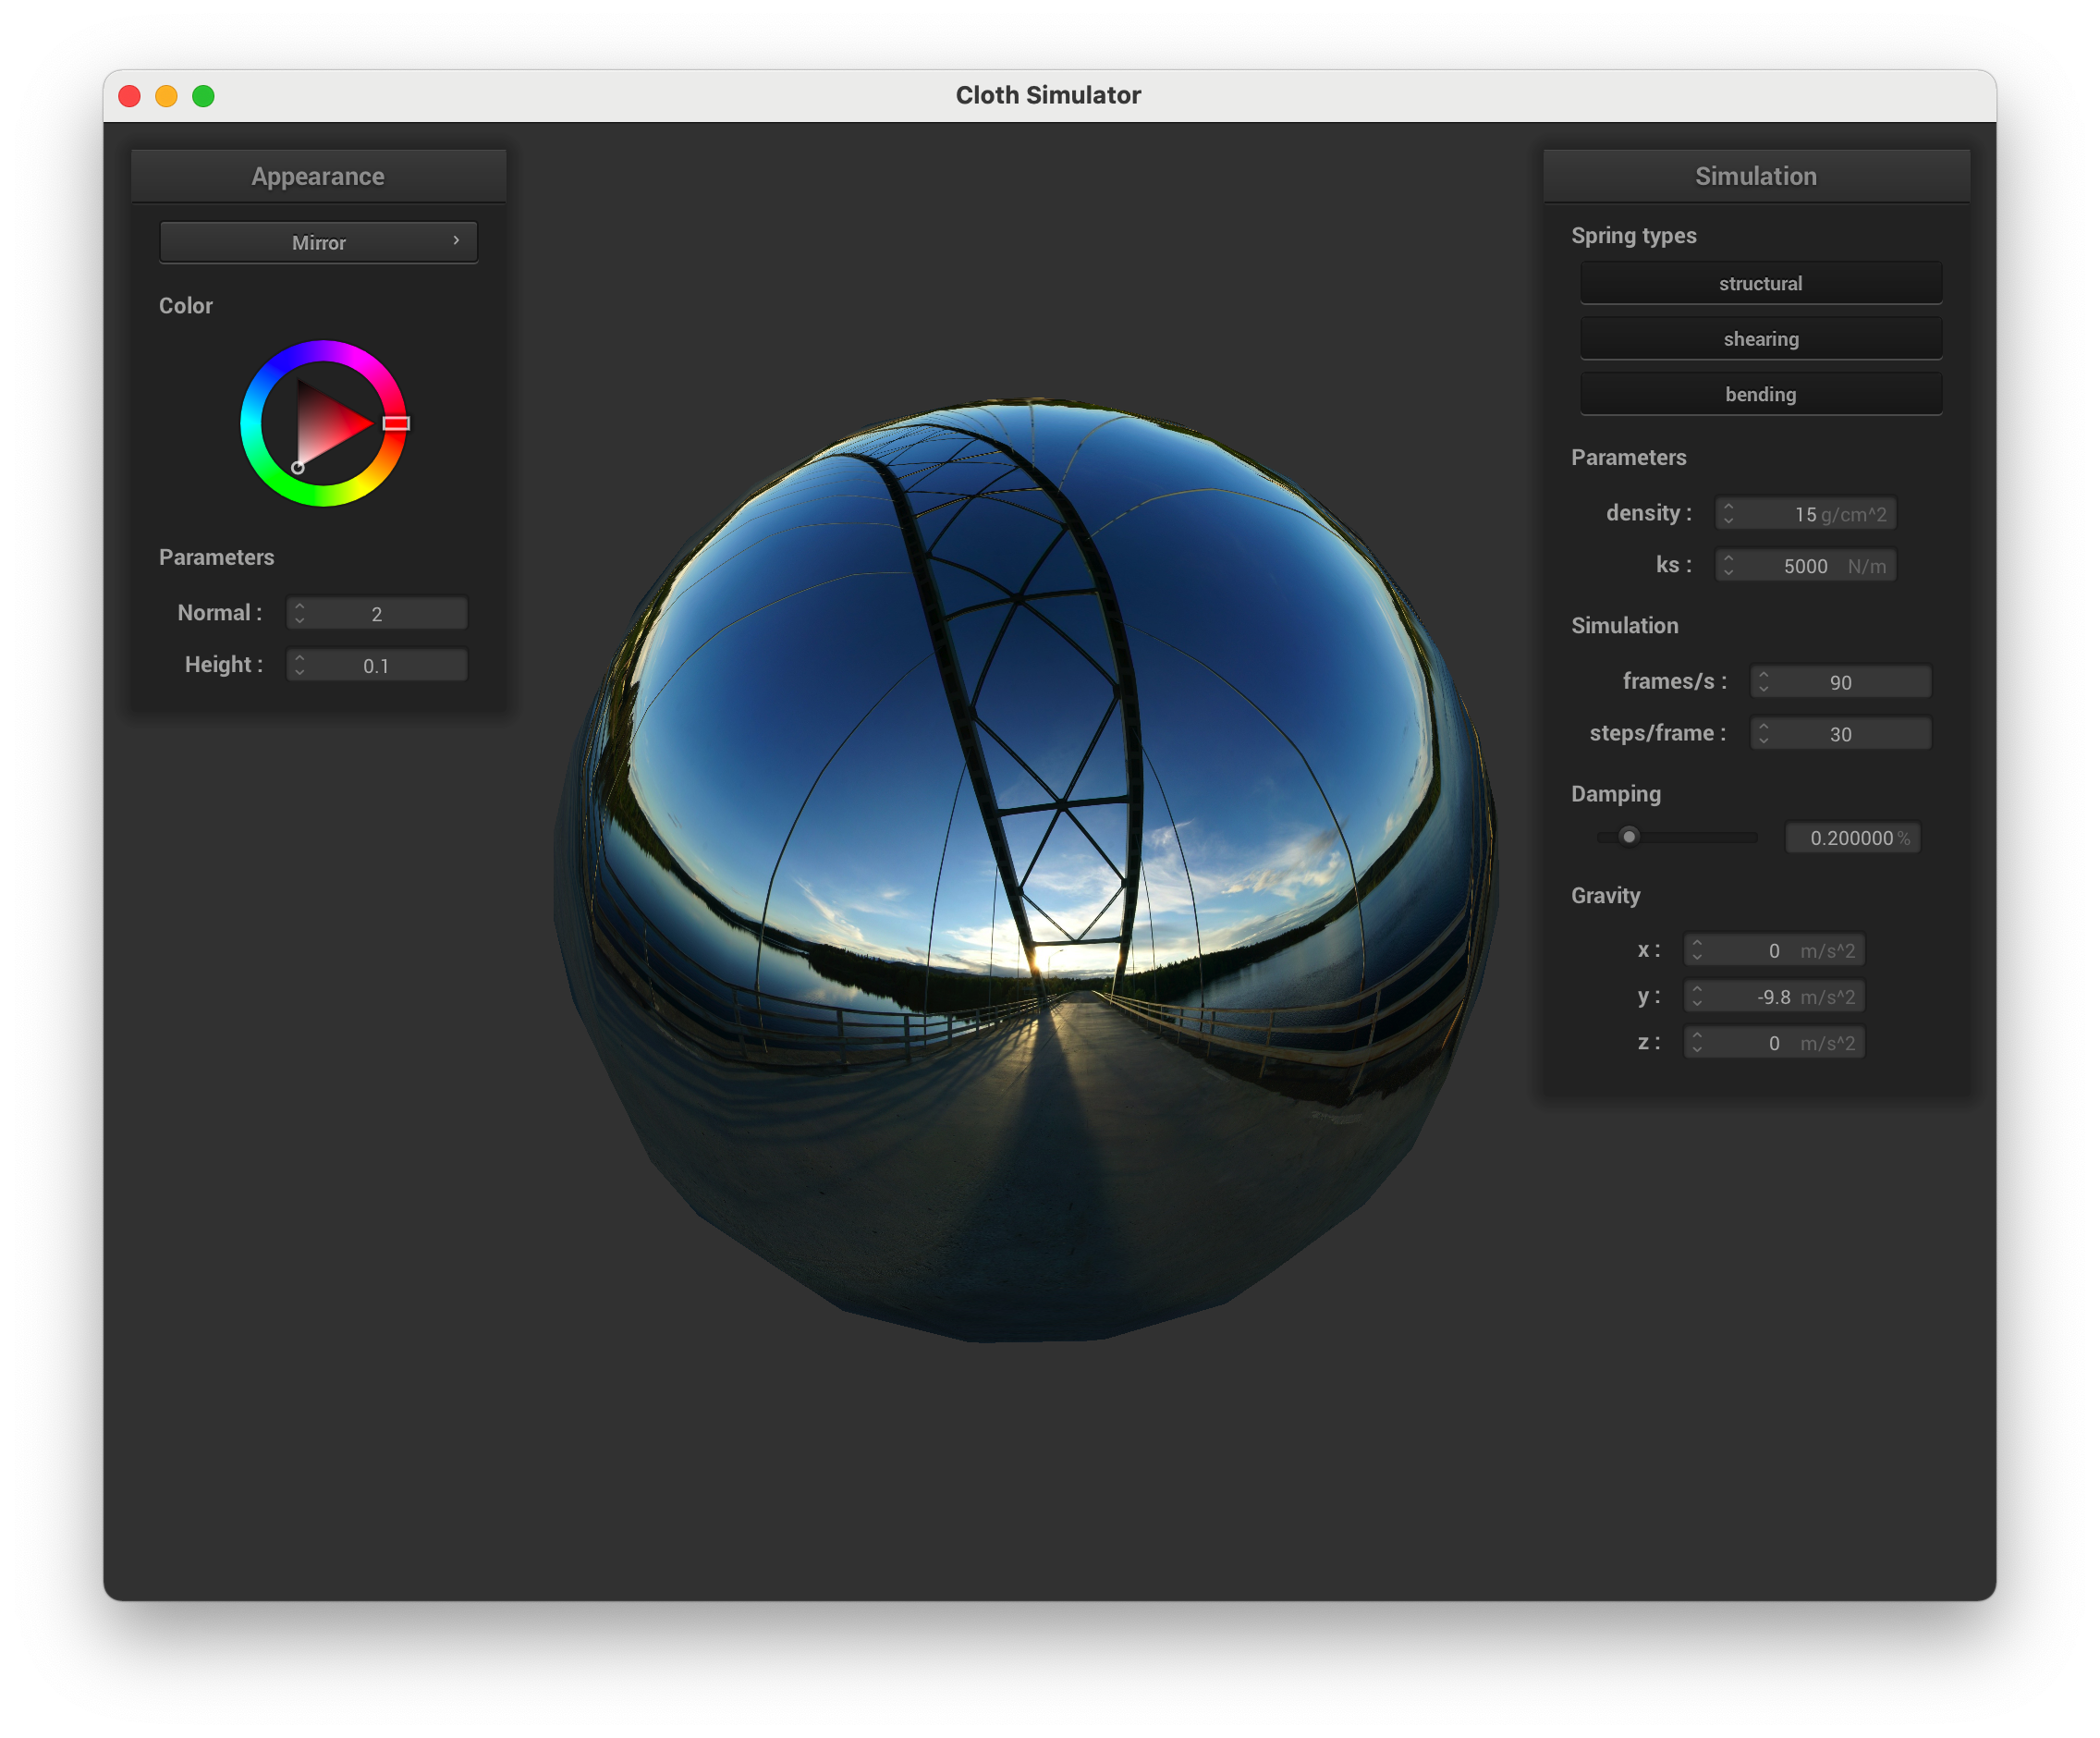 Cloth Simulator
Appearance
Mirror
Color
Parameters
Normal : 2
Height : 0.1
Simulation
Spring types
structural
shearing
bending
Parameters
density : 15 g/cm^2
ks : 5000 N/m
Simulation
frames/s : 90
steps/frame : 30
Damping
0.200000 %
Gravity
x : 0 m/s^2
y : -9.8 m/s^2
z : 0 m/s^2